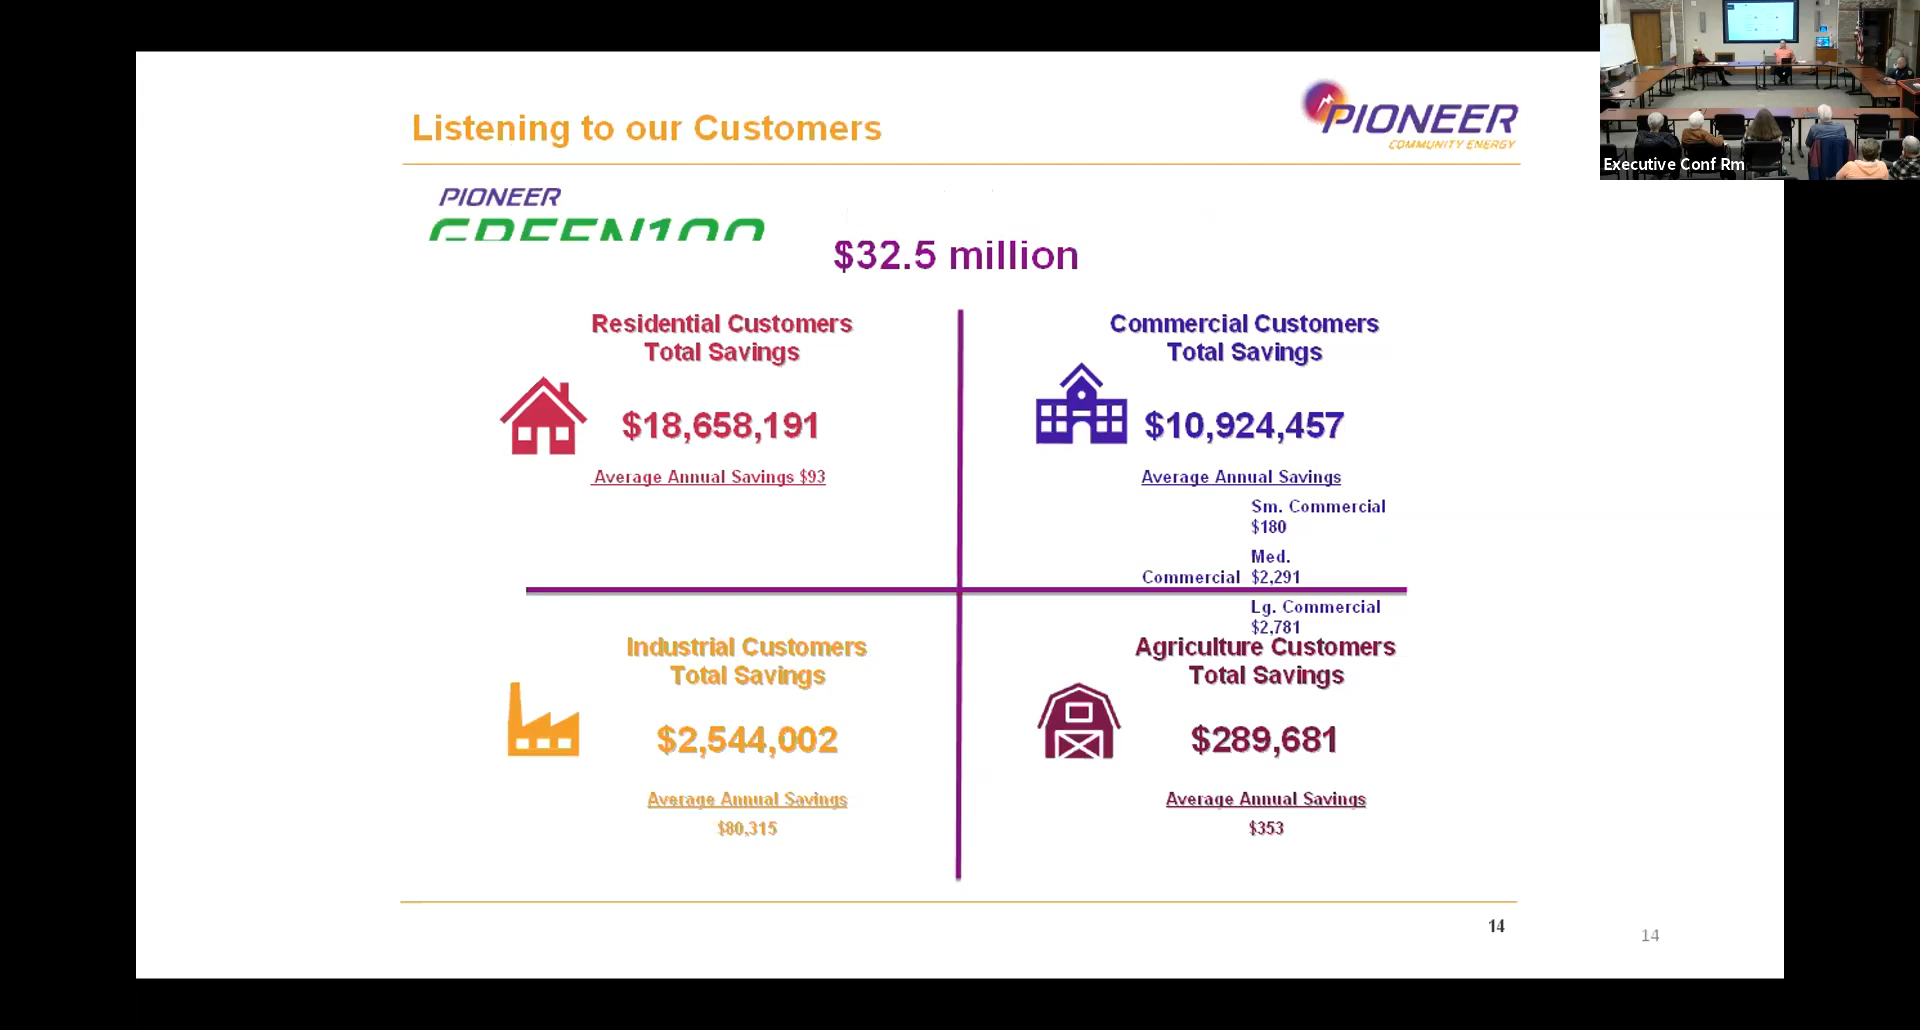 Listening to our Customers
PIONEER
COMMUNITY ENERGY
Executive Conf Rm
PIONEER
GREEN100
$32.5 million
Residential Customers
Total Savings
$18,658,191
Average Annual Savings $93
Commercial Customers
Total Savings
$10,924,457
Average Annual Savings
Sm. Commercial
$180
Med.
Commercial $2,291
Lg. Commercial
$2,781
Industrial Customers
Total Savings
$2,544,002
Average Annual Savings
$80,315
Agriculture Customers
Total Savings
$289,681
Average Annual Savings
$353
14
14